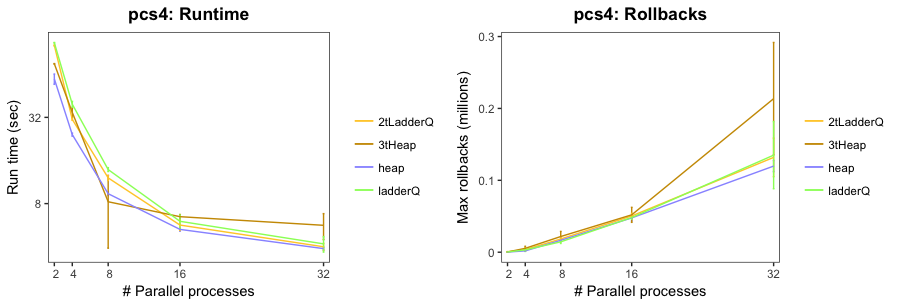 pcs4: Runtime
Run time (sec)
32
8
2 4 8 16 32
# Parallel processes
2tLadderQ
3tHeap
heap
ladderQ
pcs4: Rollbacks
Max rollbacks (millions)
0.3
0.2
0.1
0
2 4 8 16 32
# Parallel processes
2tLadderQ
3tHeap
heap
ladderQ